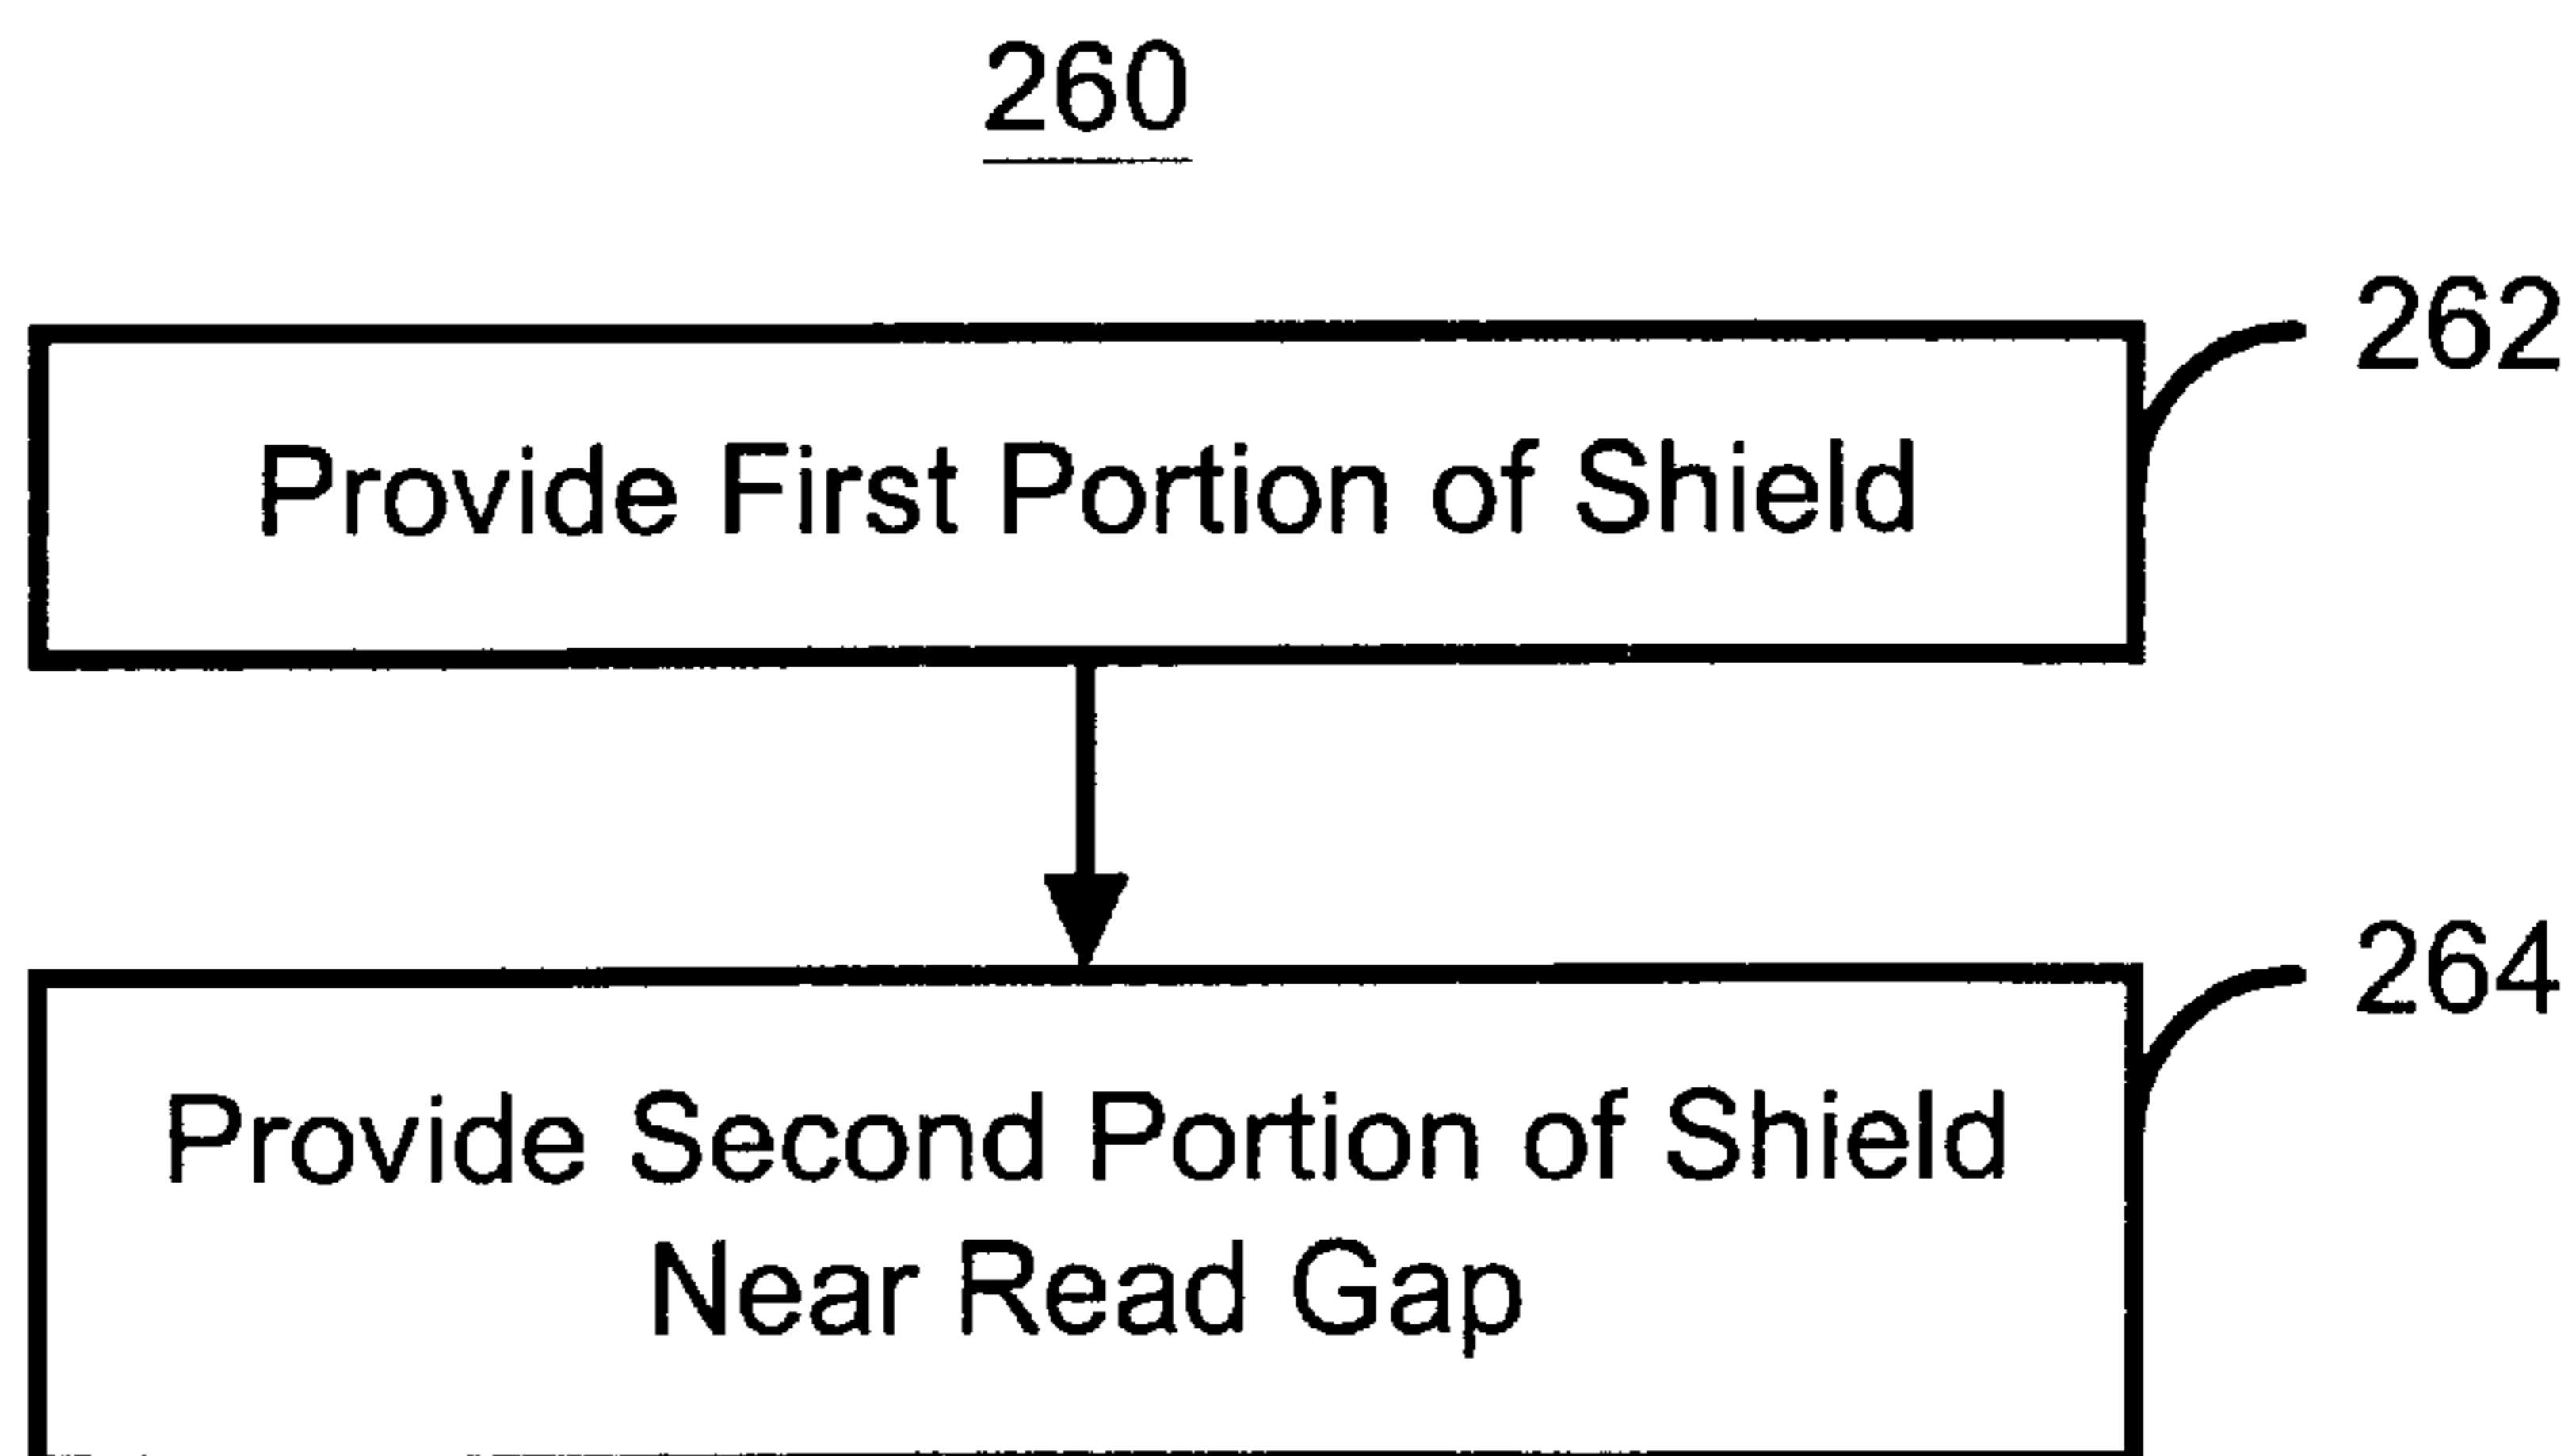 260
262
Provide First Portion of Shield
264
Provide Second Portion of Shield
Near Read Gap